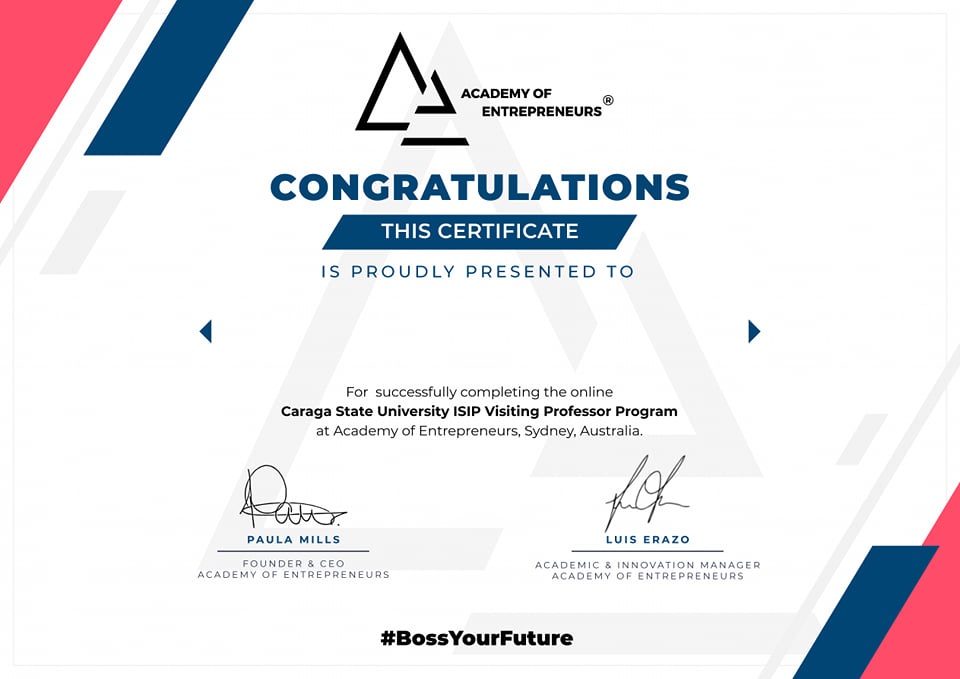 ACADEMY OF
ENTREPRENEURS®
CONGRATULATIONS
THIS CERTIFICATE
IS PROUDLY PRESENTED TO
For successfully completing the online
Caraga State University ISIP Visiting Professor Program
at Academy of Entrepreneurs, Sydney, Australia.
PAULA MILLS
FOUNDER & CEO
ACADEMY OF ENTREPRENEURS
LUIS ERAZO
ACADEMIC & INNOVATION MANAGER
ACADEMY OF ENTREPRENEURS
#BossYourFuture